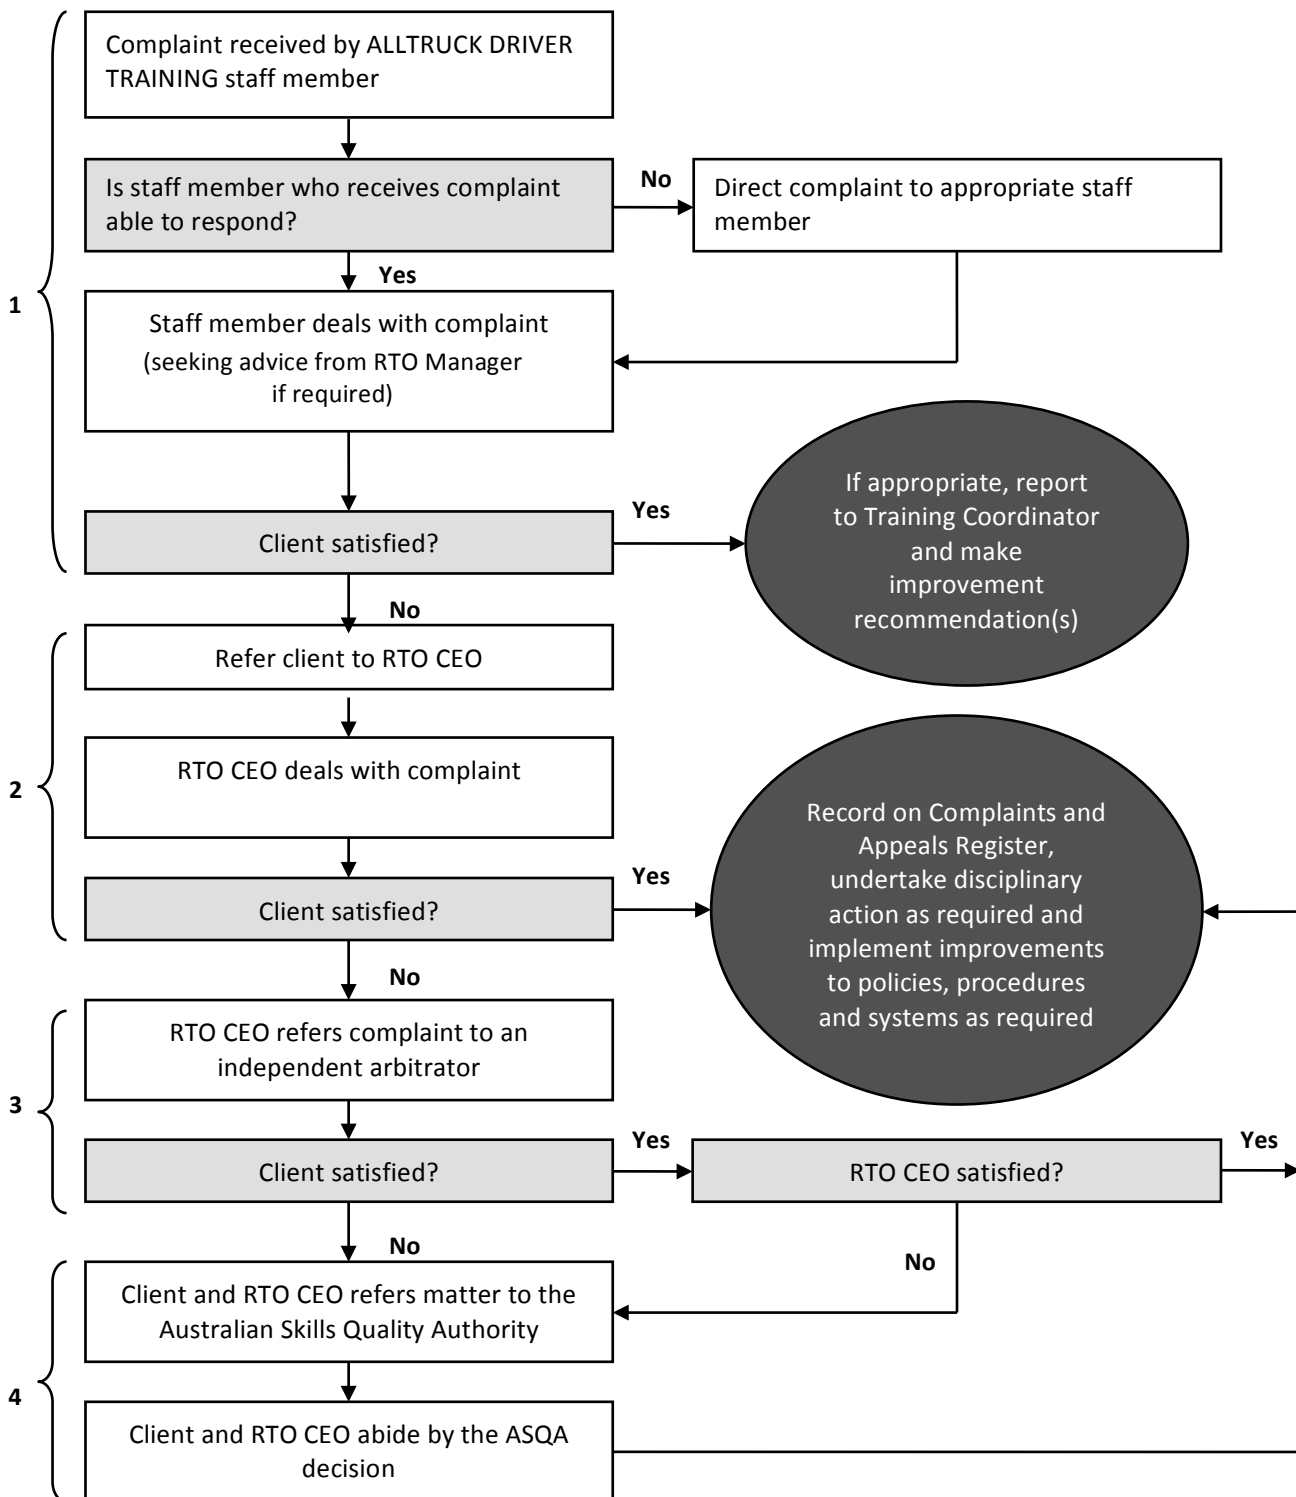 Complaint received by ALLTRUCK DRIVER
TRAINING staff member
Is staff member who receives complaint
able to respond?
No
Direct complaint to appropriate staff
member
Yes
1
Staff member deals with complaint
(seeking advice from RTO Manager
if required)
If appropriate, report
to Training Coordinator
and make
improvement
recommendation(s)
Client satisfied?
Yes
No
Refer client to RTO CEO
2
RTO CEO deals with complaint
Record on Complaints and
Appeals Register,
undertake disciplinary
action as required and
implement improvements
to policies, procedures
and systems as required
Client satisfied?
Yes
No
3
RTO CEO refers complaint to an
independent arbitrator
Client satisfied?
Yes
RTO CEO satisfied?
Yes
No
No
4
Client and RTO CEO refers matter to the
Australian Skills Quality Authority
Client and RTO CEO abide by the ASQA
decision